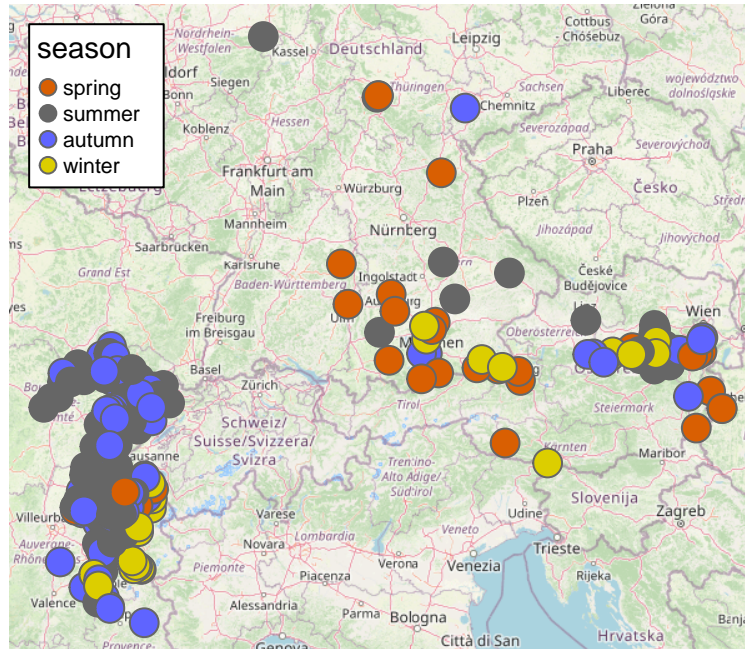 season
spring
summer
autumn
winter
Nordrhein-
Westfalen
Kassel
Deutschland
Leipzig
Cottbus
- Chóśebuz
Zielona
Góra
Siegen
Bonn
Thüringen
Sachsen
Chemnitz
Liberec
województwo
dolnośląskie
Koblenz
Hessen
Severozápad
Severovýchod
Frankfurt am
Main
Praha
Würzburg
Plzeň
Česko
Mannheim
Nürnberg
Jihozápad
Jihovýchod
Saarbrücken
Grand Est
Karlsruhe
Baden-Württemberg
Ingolstadt
Ulm
České
Budějovice
Wien
Freiburg
im Breisgau
Oberösterreich
Basel
Zürich
Tirol
Steiermark
Schweiz/
Suisse/Svizzera/
Svizra
Kärnten
Maribor
Trentino-
Alto Adige/
Südtirol
Slovenija
Udine
Zagreb
Villeurba
Auvergne-
Varese
Lombardia
Veneto
Trieste
Novara
Verona
Venezia
Piemonte
Rijeka
Valence
Piacenza
Alessandria
Parma
Bologna
Hrvatska
Provence-
Genova
Città di San